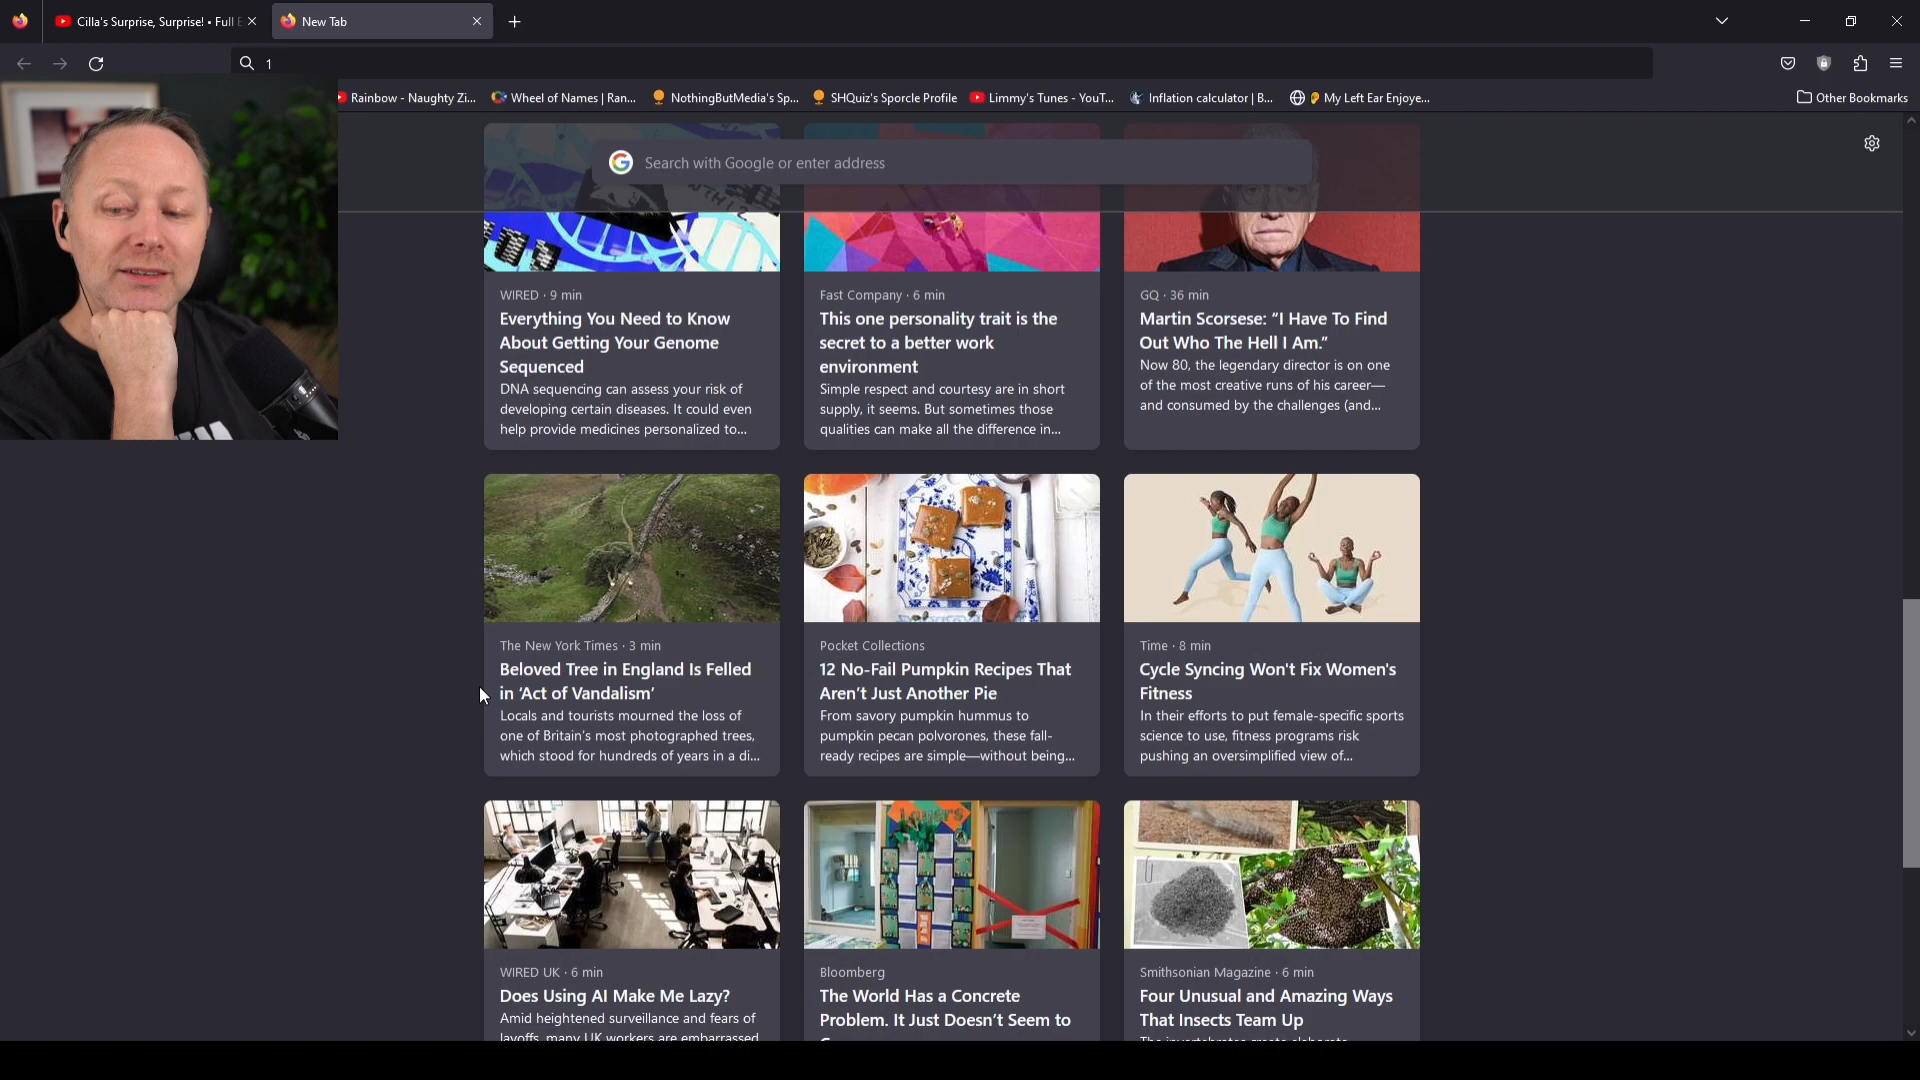 Cilla's Surprise, Surprise! • Full E
New Tab
1
Rainbow - Naughty Zi...
Wheel of Names | Ran...
NothingButMedia's Sp...
SHQuiz's Sporcle Profile
Limmy's Tunes - YouT...
Inflation calculator | B...
My Left Ear Enjoye...
Other Bookmarks
Search with Google or enter address
WIRED · 9 min
Everything You Need to Know
About Getting Your Genome
Sequenced
DNA sequencing can assess your risk of
developing certain diseases. It could even
help provide medicines personalized to...
Fast Company · 6 min
This one personality trait is the
secret to a better work
environment
Simple respect and courtesy are in short
supply, it seems. But sometimes those
qualities can make all the difference in...
GQ · 36 min
Martin Scorsese: “I Have To Find
Out Who The Hell I Am.”
Now 80, the legendary director is on one
of the most creative runs of his career—
and consumed by the challenges (and...
The New York Times · 3 min
Beloved Tree in England Is Felled
in ‘Act of Vandalism’
Locals and tourists mourned the loss of
one of Britain's most photographed trees,
which stood for hundreds of years in a di...
Pocket Collections
12 No-Fail Pumpkin Recipes That
Aren’t Just Another Pie
From savory pumpkin hummus to
pumpkin pecan polvorones, these fall-
ready recipes are simple—without being...
Time · 8 min
Cycle Syncing Won't Fix Women's
Fitness
In their efforts to put female-specific sports
science to use, fitness programs risk
pushing an oversimplified view of...
WIRED UK · 6 min
Does Using AI Make Me Lazy?
Amid heightened surveillance and fears of
layoffs, many UK workers are embarrassed
Bloomberg
The World Has a Concrete
Problem. It Just Doesn’t Seem to
Smithsonian Magazine · 6 min
Four Unusual and Amazing Ways
That Insects Team Up